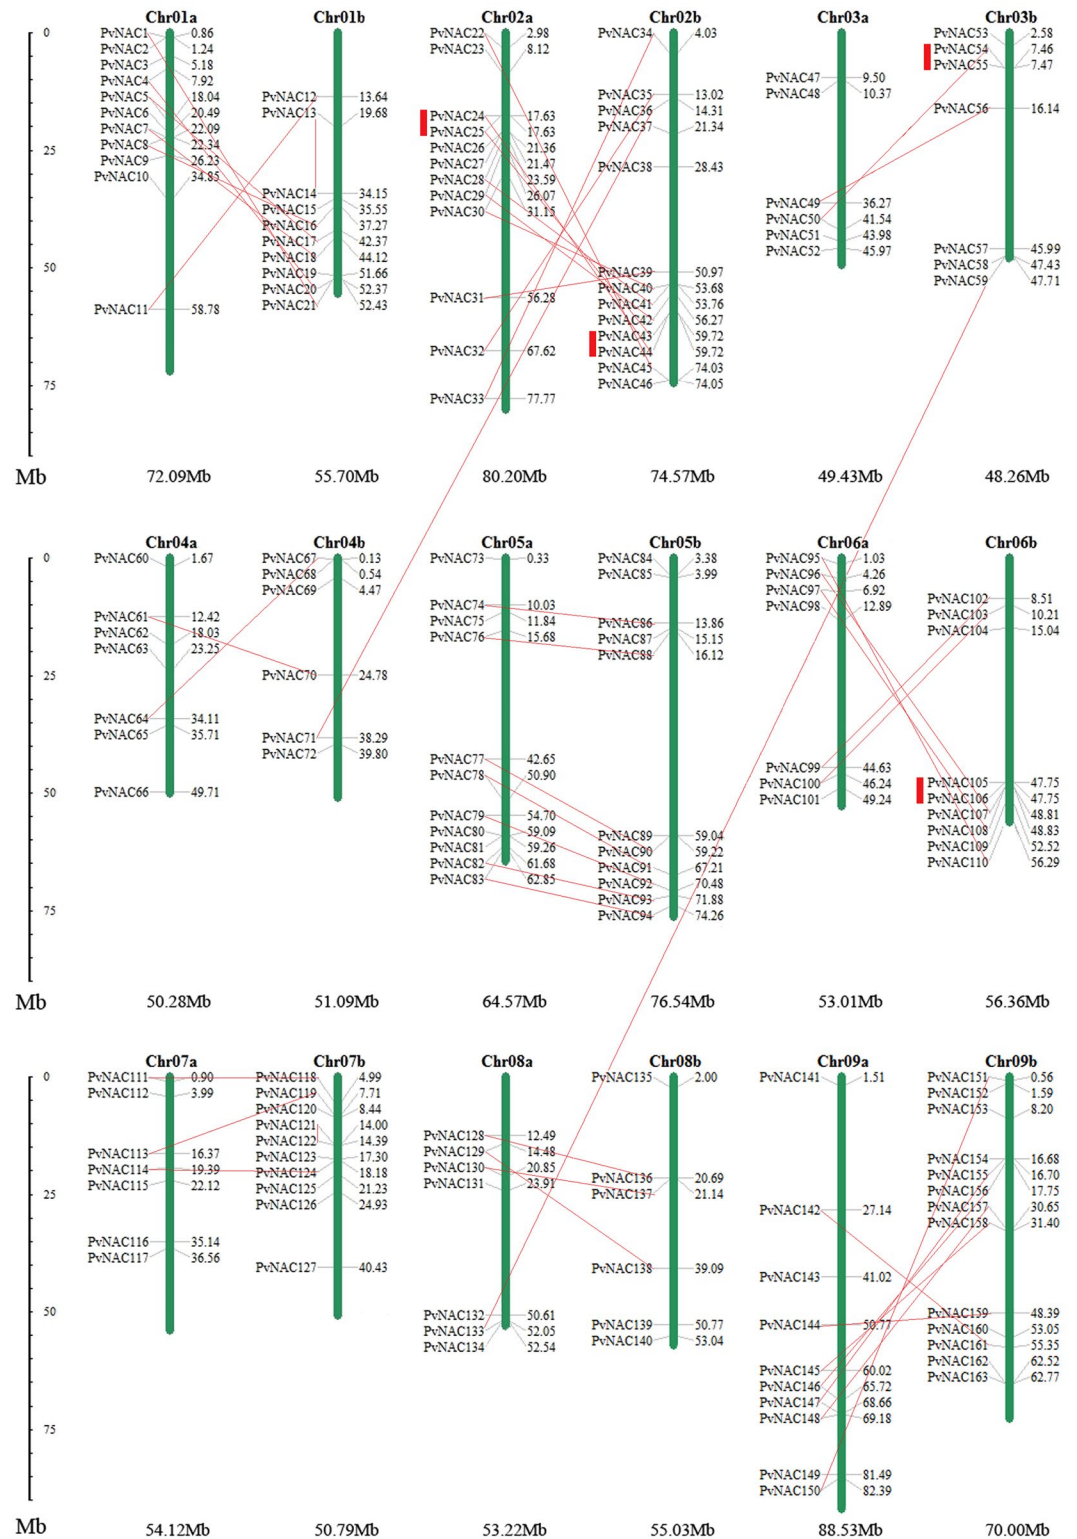 Chr01a Chr01b Chr02a Chr02b Chr03a Chr03b
0
25
50
75
Mb
PvNAC1 0.86
PvNAC2 1.24
PvNAC3 5.18
PvNAC4 7.92
PvNAC5 18.04
PvNAC6 20.49
PvNAC7 22.09
PvNAC8 22.34
PvNAC9 26.23
PvNAC10 34.85
PvNAC11 58.78
72.09Mb
PvNAC12 13.64
PvNAC13 19.68
PvNAC14 34.15
PvNAC15 35.55
PvNAC16 37.27
PvNAC17 42.37
PvNAC18 44.12
PvNAC19 51.66
PvNAC20 52.37
PvNAC21 52.43
55.70Mb
PvNAC22 2.98
PvNAC23 8.12
PvNAC24 17.63
PvNAC25 17.63
PvNAC26 21.36
PvNAC27 21.47
PvNAC28 23.59
PvNAC29 26.07
PvNAC30 31.15
PvNAC31 56.28
PvNAC32 67.62
PvNAC33 77.77
80.20Mb
PvNAC34 4.03
PvNAC35 13.02
PvNAC36 14.31
PvNAC37 21.34
PvNAC38 28.43
PvNAC39 50.97
PvNAC40 53.68
PvNAC41 53.76
PvNAC42 56.27
PvNAC43 59.72
PvNAC44 59.72
PvNAC45 74.03
PvNAC46 74.05
74.57Mb
PvNAC47 9.50
PvNAC48 10.37
PvNAC49 36.27
PvNAC50 41.54
PvNAC51 43.98
PvNAC52 45.97
49.43Mb
PvNAC53 2.58
PvNAC54 7.46
PvNAC55 7.47
PvNAC56 16.14
PvNAC57 45.99
PvNAC58 47.43
PvNAC59 47.71
48.26Mb
Chr04a Chr04b Chr05a Chr05b Chr06a Chr06b
0
25
50
75
Mb
PvNAC60 1.67
PvNAC61 12.42
PvNAC62 18.03
PvNAC63 23.25
PvNAC64 34.11
PvNAC65 35.71
PvNAC66 49.71
50.28Mb
PvNAC67 0.13
PvNAC68 0.54
PvNAC69 4.47
PvNAC70 24.78
PvNAC71 38.29
PvNAC72 39.80
51.09Mb
PvNAC73 0.33
PvNAC74 10.03
PvNAC75 11.84
PvNAC76 15.68
PvNAC77 42.65
PvNAC78 50.90
PvNAC79 54.70
PvNAC80 59.09
PvNAC81 59.26
PvNAC82 61.68
PvNAC83 62.85
64.57Mb
PvNAC84 3.38
PvNAC85 3.99
PvNAC86 13.86
PvNAC87 15.15
PvNAC88 16.12
PvNAC89 59.04
PvNAC90 59.22
PvNAC91 67.21
PvNAC92 70.48
PvNAC93 71.88
PvNAC94 74.26
76.54Mb
PvNAC95 1.03
PvNAC96 4.26
PvNAC97 6.92
PvNAC98 12.89
PvNAC99 44.63
PvNAC100 46.24
PvNAC101 49.24
53.01Mb
PvNAC102 8.51
PvNAC103 10.21
PvNAC104 15.04
PvNAC105 47.75
PvNAC106 47.75
PvNAC107 48.81
PvNAC108 48.83
PvNAC109 52.52
PvNAC110 56.29
56.36Mb
Chr07a Chr07b Chr08a Chr08b Chr09a Chr09b
0
25
50
75
Mb
PvNAC111 0.90
PvNAC112 3.99
PvNAC113 16.37
PvNAC114 19.39
PvNAC115 22.12
PvNAC116 35.14
PvNAC117 36.56
54.12Mb
PvNAC118 4.99
PvNAC119 7.71
PvNAC120 8.44
PvNAC121 14.00
PvNAC122 14.39
PvNAC123 17.30
PvNAC124 18.18
PvNAC125 21.23
PvNAC126 24.93
PvNAC127 40.43
50.79Mb
PvNAC128 12.49
PvNAC129 14.48
PvNAC130 20.85
PvNAC131 23.91
PvNAC132 50.61
PvNAC133 52.05
PvNAC134 52.54
53.22Mb
PvNAC135 2.00
PvNAC136 20.69
PvNAC137 21.14
PvNAC138 39.09
PvNAC139 50.77
PvNAC140 53.04
55.03Mb
PvNAC141 1.51
PvNAC142 27.14
PvNAC143 41.02
PvNAC144 50.77
PvNAC145 60.02
PvNAC146 65.72
PvNAC147 68.66
PvNAC148 69.18
PvNAC149 81.49
PvNAC150 82.39
88.53Mb
PvNAC151 0.56
PvNAC152 1.59
PvNAC153 8.20
PvNAC154 16.68
PvNAC155 16.70
PvNAC156 17.75
PvNAC157 30.65
PvNAC158 31.40
PvNAC159 48.39
PvNAC160 53.05
PvNAC161 55.35
PvNAC162 62.52
PvNAC163 62.77
70.00Mb